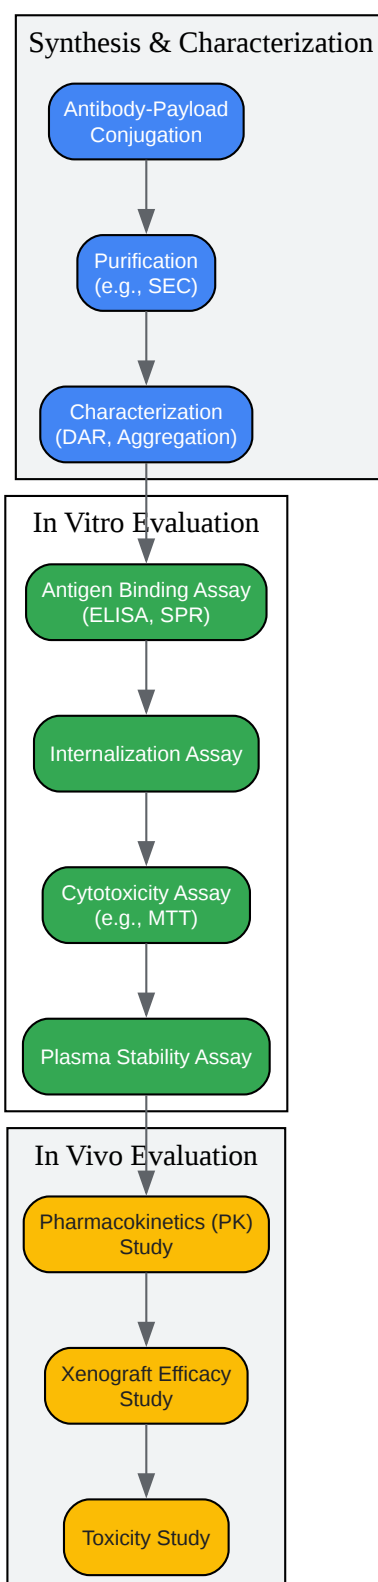 Synthesis & Characterization
Antibody-Payload
Conjugation
Purification
(e.g., SEC)
Characterization
(DAR, Aggregation)
In Vitro Evaluation
Antigen Binding Assay
(ELISA, SPR)
Internalization Assay
Cytotoxicity Assay
(e.g., MTT)
Plasma Stability Assay
In Vivo Evaluation
Pharmacokinetics (PK)
Study
Xenograft Efficacy
Study
Toxicity Study